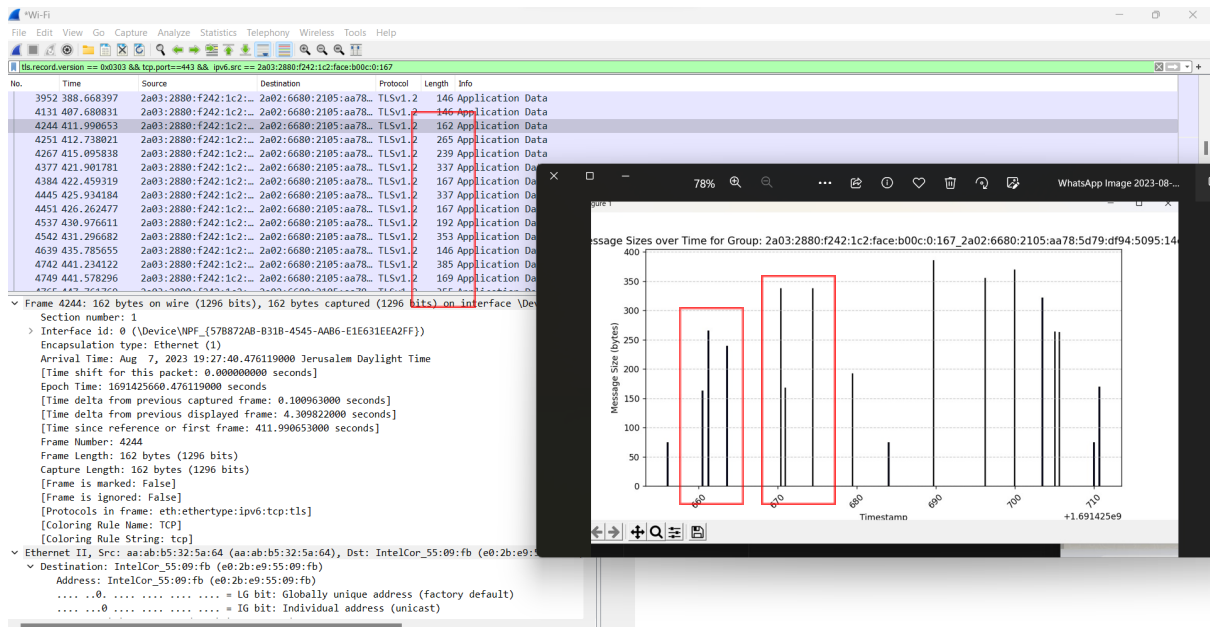 *Wi-Fi
File Edit View Go Capture Analyze Statistics Telephony Wireless Tools Help
tls.record.version == 0x0303 && tcp.port==443 && ipv6.src == 2a03:2880:f242:1c2:face:b00c:0:167
No. Time Source Destination Protocol Length Info
3952 388.668397 2a03:2880:f242:1c2:… 2a02:6680:2105:aa78… TLSv1.2 146 Application Data
4131 407.680831 2a03:2880:f242:1c2:… 2a02:6680:2105:aa78… TLSv1.2 146 Application Data
4244 411.990653 2a03:2880:f242:1c2:… 2a02:6680:2105:aa78… TLSv1.2 162 Application Data
4251 412.738021 2a03:2880:f242:1c2:… 2a02:6680:2105:aa78… TLSv1.2 265 Application Data
4267 415.095838 2a03:2880:f242:1c2:… 2a02:6680:2105:aa78… TLSv1.2 239 Application Data
4377 421.901781 2a03:2880:f242:1c2:… 2a02:6680:2105:aa78… TLSv1.2 337 Application Da
4384 422.459319 2a03:2880:f242:1c2:… 2a02:6680:2105:aa78… TLSv1.2 167 Application Da
4445 425.934184 2a03:2880:f242:1c2:… 2a02:6680:2105:aa78… TLSv1.2 337 Application Da
4451 426.262477 2a03:2880:f242:1c2:… 2a02:6680:2105:aa78… TLSv1.2 167 Application Da
4537 430.976611 2a03:2880:f242:1c2:… 2a02:6680:2105:aa78… TLSv1.2 192 Application Da
4542 431.296682 2a03:2880:f242:1c2:… 2a02:6680:2105:aa78… TLSv1.2 353 Application Da
4639 435.785655 2a03:2880:f242:1c2:… 2a02:6680:2105:aa78… TLSv1.2 146 Application Da
4742 441.234122 2a03:2880:f242:1c2:… 2a02:6680:2105:aa78… TLSv1.2 385 Application Da
4749 441.578296 2a03:2880:f242:1c2:… 2a02:6680:2105:aa78… TLSv1.2 169 Application Da
Frame 4244: 162 bytes on wire (1296 bits), 162 bytes captured (1296 bits) on interface \Dev
Section number: 1
Interface id: 0 (\Device\NPF_{57B872AB-B31B-4545-AAB6-E1E631EEA2FF})
Encapsulation type: Ethernet (1)
Arrival Time: Aug 7, 2023 19:27:40.476119000 Jerusalem Daylight Time
[Time shift for this packet: 0.000000000 seconds]
Epoch Time: 1691425660.476119000 seconds
[Time delta from previous captured frame: 0.100963000 seconds]
[Time delta from previous displayed frame: 4.309822000 seconds]
[Time since reference or first frame: 411.990653000 seconds]
Frame Number: 4244
Frame Length: 162 bytes (1296 bits)
Capture Length: 162 bytes (1296 bits)
[Frame is marked: False]
[Frame is ignored: False]
[Protocols in frame: eth:ethertype:ipv6:tcp:tls]
[Coloring Rule Name: TCP]
[Coloring Rule String: tcp]
Ethernet II, Src: aa:ab:b5:32:5a:64 (aa:ab:b5:32:5a:64), Dst: IntelCor_55:09:fb (e0:2b:e9:5
Destination: IntelCor_55:09:fb (e0:2b:e9:55:09:fb)
Address: IntelCor_55:09:fb (e0:2b:e9:55:09:fb)
.... ..0. .... .... .... .... = LG bit: Globally unique address (factory default)
.... ...0 .... .... .... .... = IG bit: Individual address (unicast)
78% WhatsApp Image 2023-08-...
gure 1
essage Sizes over Time for Group: 2a03:2880:f242:1c2:face:b00c:0:167_2a02:6680:2105:aa78:5d79:df94:5095:14
400
350
300
250
200
150
100
50
0
Message Size (bytes)
660 670 680 690 700 710
Timestamp
+1.691425e9